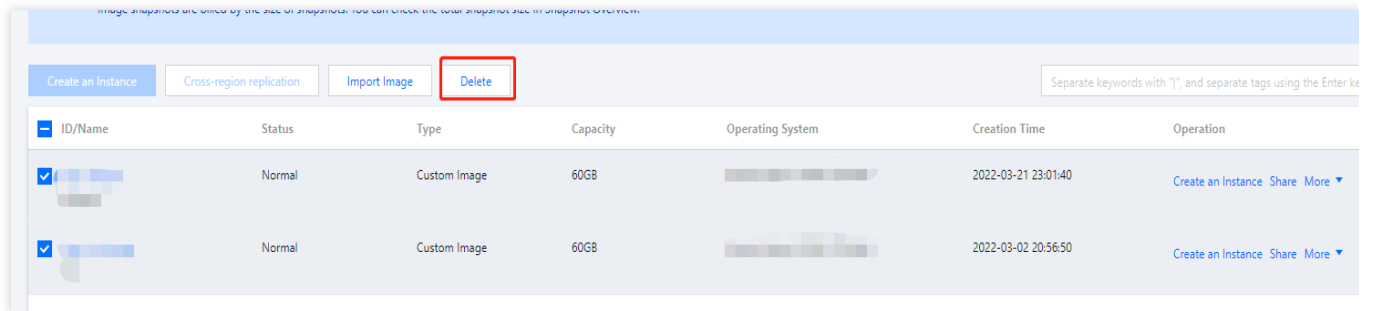 Image snapshots are billed by the size of snapshots. You can check the total snapshot size in Snapshot Overview.
Create an Instance Cross-region replication Import Image Delete Separate keywords with "|", and separate tags using the Enter ke
ID/Name Status Type Capacity Operating System Creation Time Operation
Normal Custom Image 60GB 2022-03-21 23:01:40 Create an Instance Share More
Normal Custom Image 60GB 2022-03-02 20:56:50 Create an Instance Share More